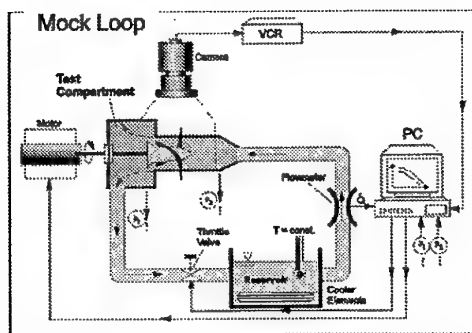 Mock Loop
VCR
Camera
Test
Compartment
Motor
PC
Flowmeter
Throttle
Valve
T = const.
Reservoir
Cooler
Elements